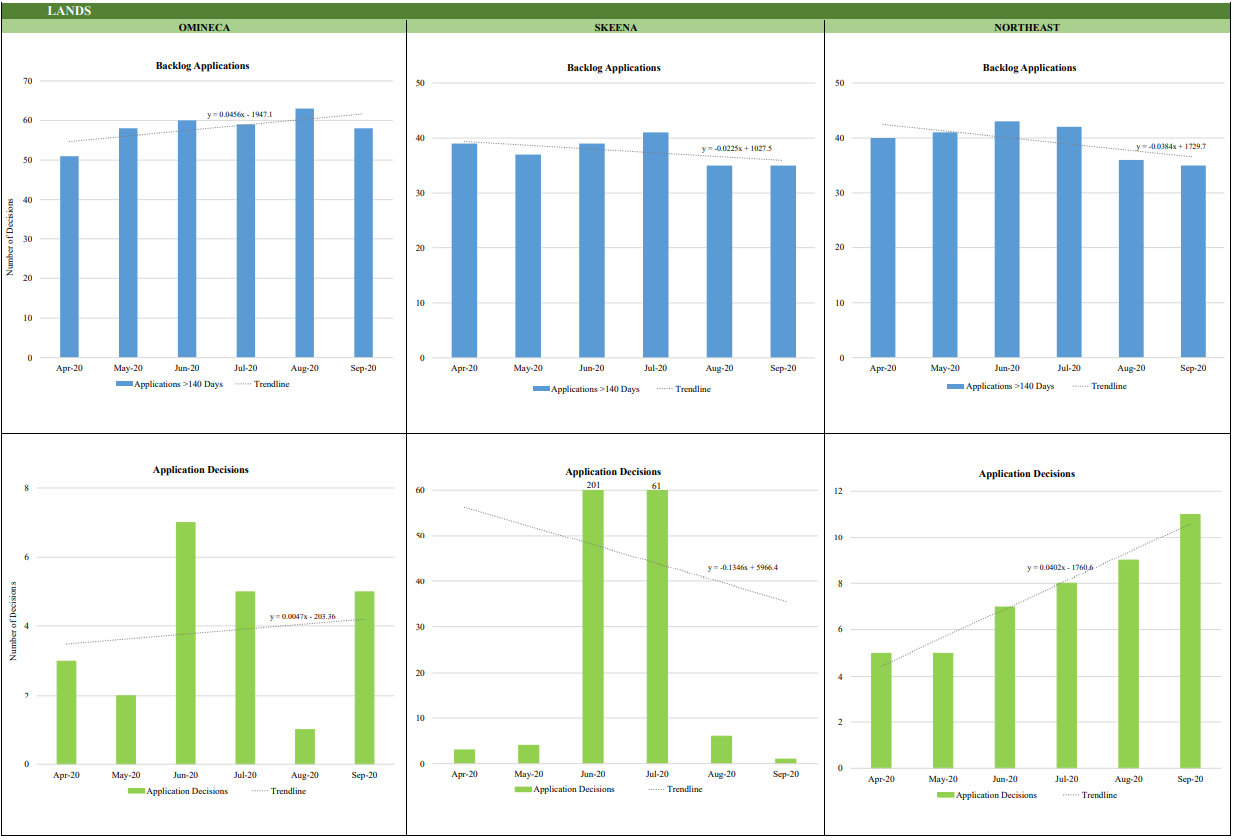 LANDS
OMINECA
SKEENA
NORTHEAST
Backlog Applications
70
60
50
40
30
20
10
0
Number of Decisions
y = 0.0456x - 1947.1
Apr-20 May-20 Jun-20 Jul-20 Aug-20 Sep-20
Applications >140 Days Trendline
Backlog Applications
50
40
30
20
10
0
y = -0.0225x + 1027.5
Apr-20 May-20 Jun-20 Jul-20 Aug-20 Sep-20
Applications >140 Days Trendline
Backlog Applications
50
40
30
20
10
0
y = -0.0384x + 1729.7
Apr-20 May-20 Jun-20 Jul-20 Aug-20 Sep-20
Applications >140 Days Trendline
Application Decisions
8
6
4
2
0
Number of Decisions
y = 0.0047x - 203.36
Apr-20 May-20 Jun-20 Jul-20 Aug-20 Sep-20
Application Decisions Trendline
Application Decisions
201 61
60
50
40
30
20
10
0
y = -0.1346x + 5966.4
Apr-20 May-20 Jun-20 Jul-20 Aug-20 Sep-20
Application Decisions Trendline
Application Decisions
12
10
8
6
4
2
0
y = 0.0402x - 1760.6
Apr-20 May-20 Jun-20 Jul-20 Aug-20 Sep-20
Application Decisions Trendline